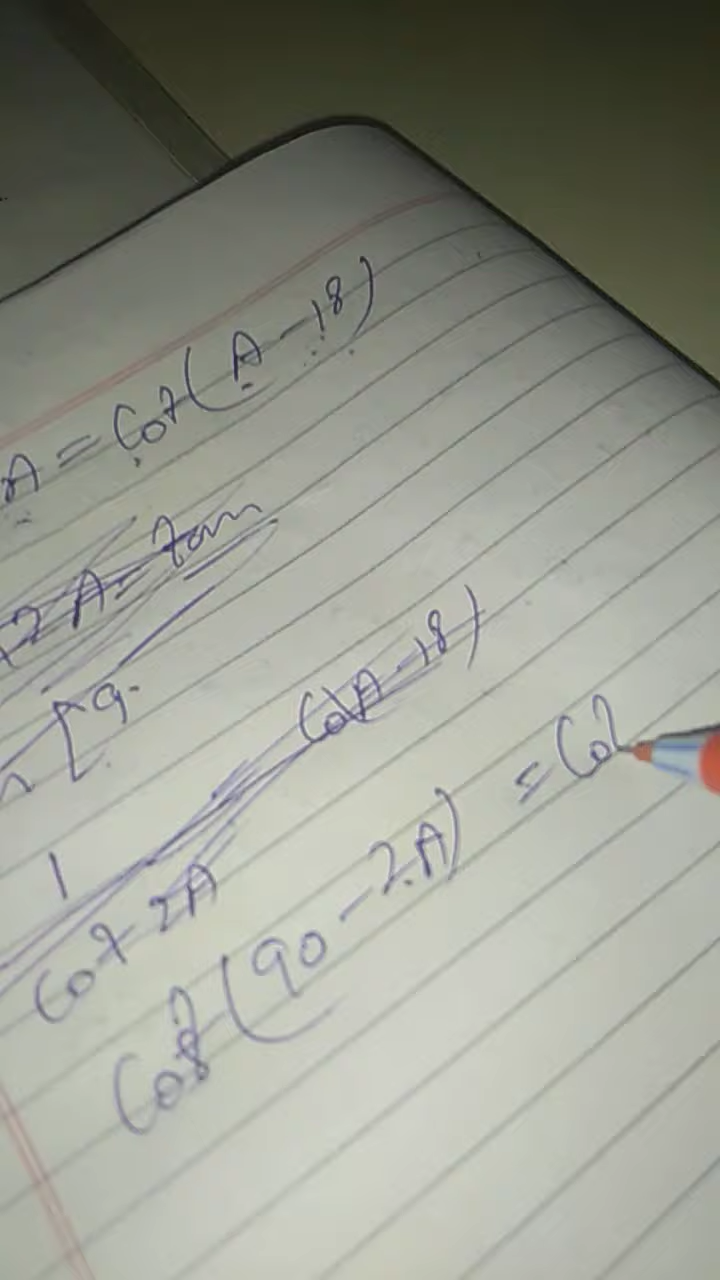 A = Cot(A - 18)
2A = tan
[9.
1
Cot 2A
Cot(A - 18)
Cot(90 - 2A) = Cot